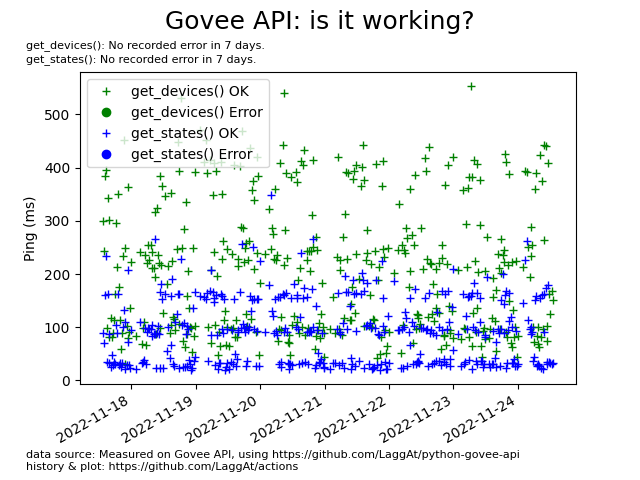 Govee API: is it working?
get_devices(): No recorded error in 7 days.
get_states(): No recorded error in 7 days.
get_devices() OK
get_devices() Error
get_states() OK
get_states() Error
Ping (ms)
500
400
300
200
100
0
2022-11-18
2022-11-19
2022-11-20
2022-11-21
2022-11-22
2022-11-23
2022-11-24
data source: Measured on Govee API, using https://github.com/LaggAt/python-govee-api
history & plot: https://github.com/LaggAt/actions